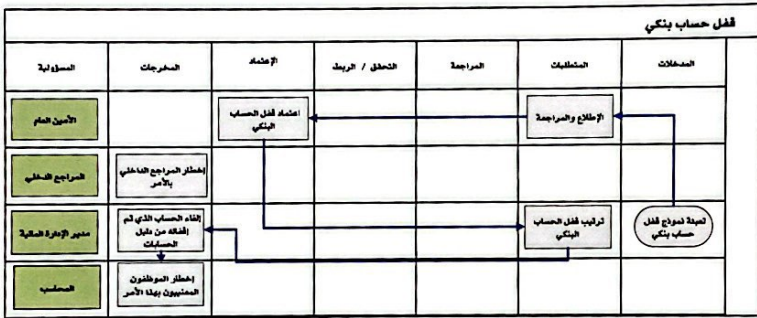 قفل حساب بنكي
المدخلات
المتطلبات
المراجعة
التحقق / الربط
الإعتماد
المخرجات
المسؤولية
الإطلاع والمراجعة
اعتماد قفل الحساب
البنكي
الأمين العام
إخطار المراجع الداخلي
بالأمر
المراجع الداخلي
تعبئة نموذج قفل
حساب بنكي
ترتيب قفل الحساب
البنكي
إلغاء الحساب الذي تم
إقفاله من دليل
الحسابات
مدير الإدارة المالية
إخطار الموظفون
المعنييون بهذا الأمر
المحاسب